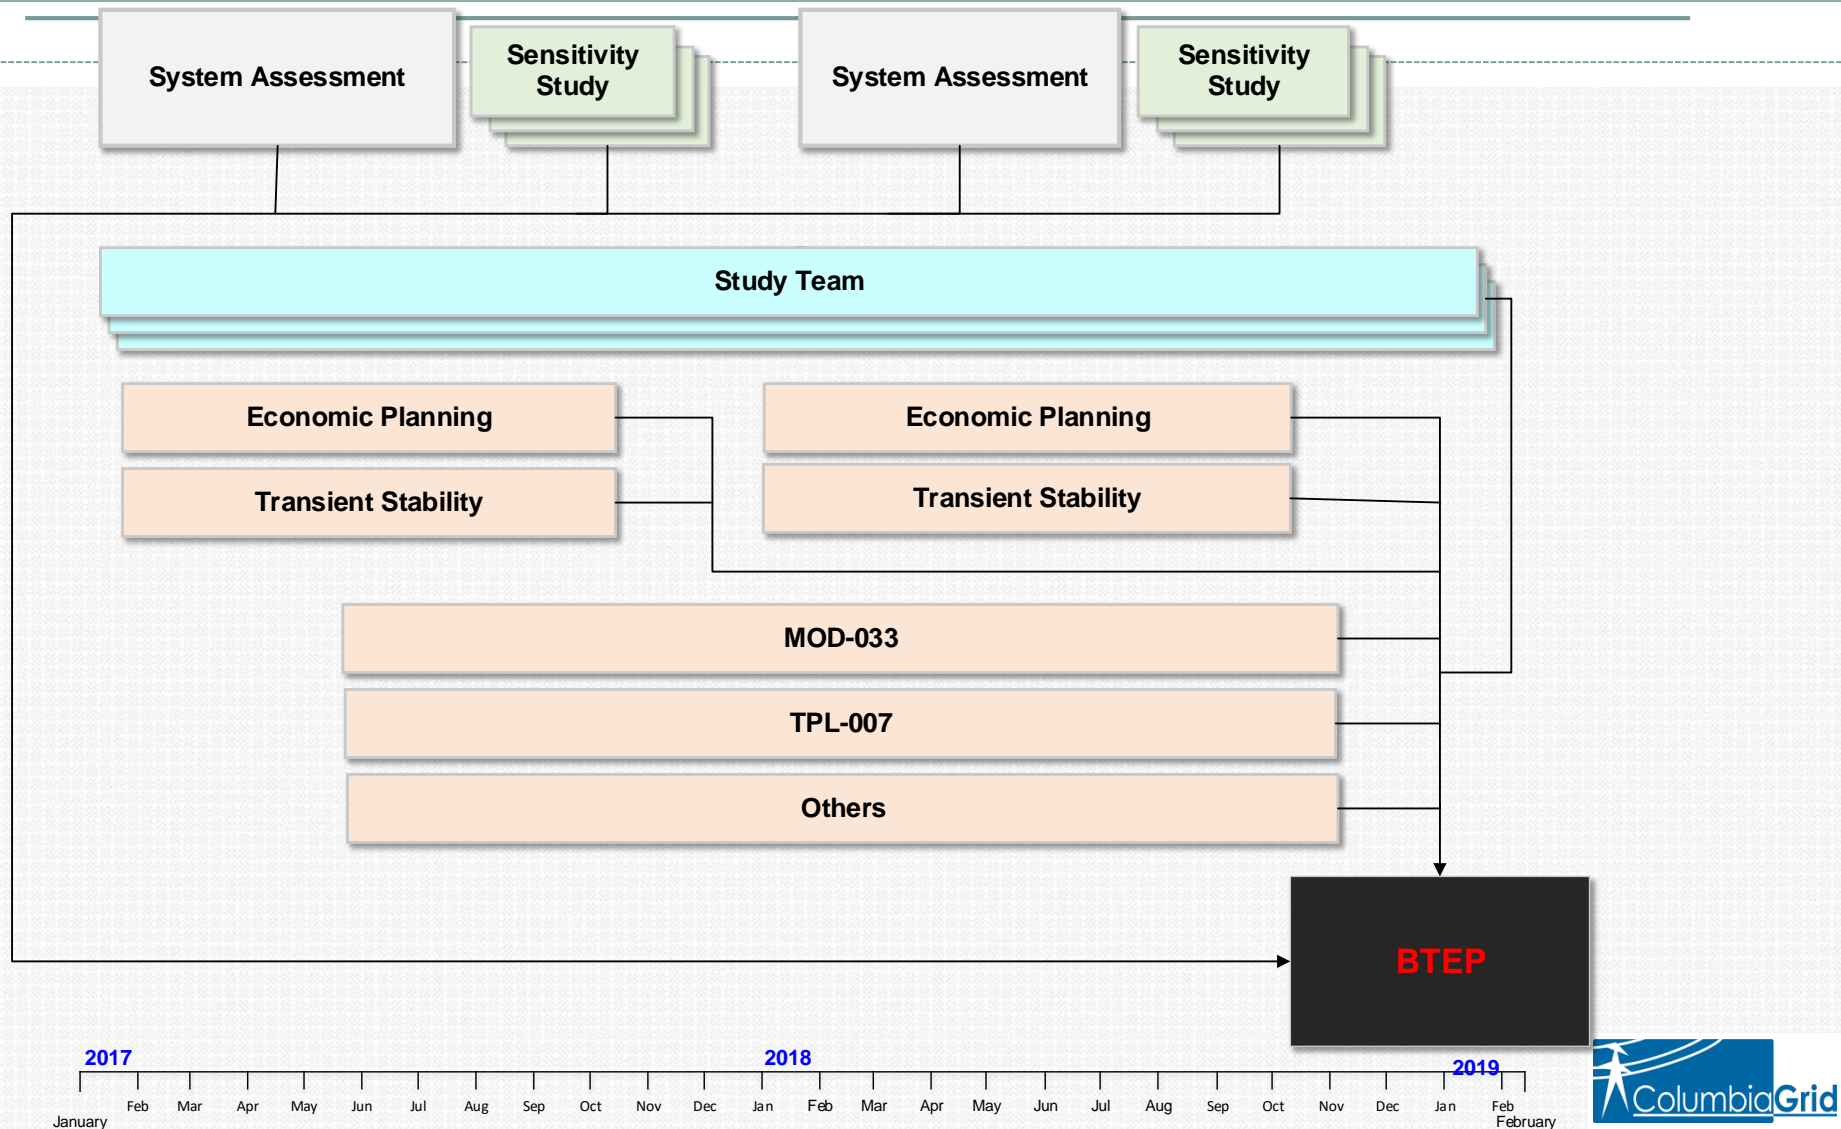 System Assessment
Sensitivity
Study
System Assessment
Sensitivity
Study
Study Team
Economic Planning
Economic Planning
Transient Stability
Transient Stability
MOD-033
TPL-007
Others
BTEP
2017
2018
2019
January
Feb
Mar
Apr
May
Jun
Jul
Aug
Sep
Oct
Nov
Dec
Jan
Feb
Mar
Apr
May
Jun
Jul
Aug
Sep
Oct
Nov
Dec
Jan
Feb
February
ColumbiaGrid